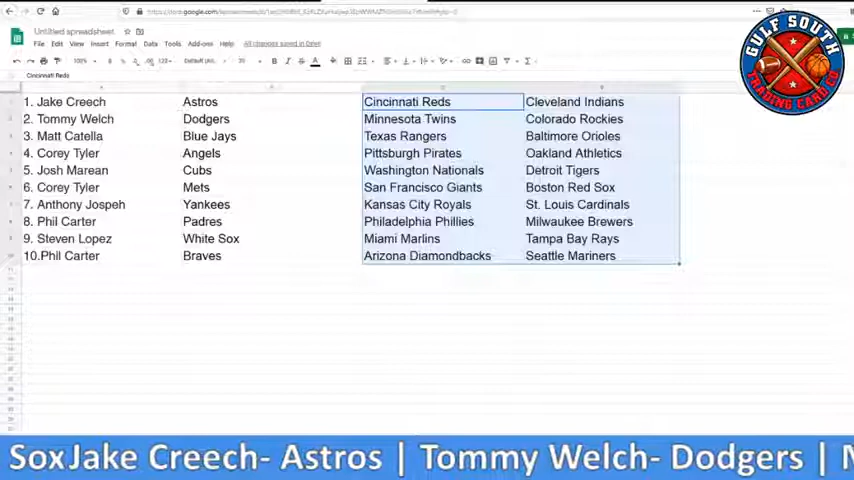 Untitled spreadsheet
File Edit View Insert Format Data Tools Add-ons Help All changes saved in Drive
100%
Cincinnati Reds
1. Jake Creech Astros Cincinnati Reds Cleveland Indians
2. Tommy Welch Dodgers Minnesota Twins Colorado Rockies
3. Matt Catella Blue Jays Texas Rangers Baltimore Orioles
4. Corey Tyler Angels Pittsburgh Pirates Oakland Athletics
5. Josh Marean Cubs Washington Nationals Detroit Tigers
6. Corey Tyler Mets San Francisco Giants Boston Red Sox
7. Anthony Jospeh Yankees Kansas City Royals St. Louis Cardinals
8. Phil Carter Padres Philadelphia Phillies Milwaukee Brewers
9. Steven Lopez White Sox Miami Marlins Tampa Bay Rays
10.Phil Carter Braves Arizona Diamondbacks Seattle Mariners
GULF SOUTH
TRADING CARD CO
SoxJake Creech- Astros | Tommy Welch- Dodgers |